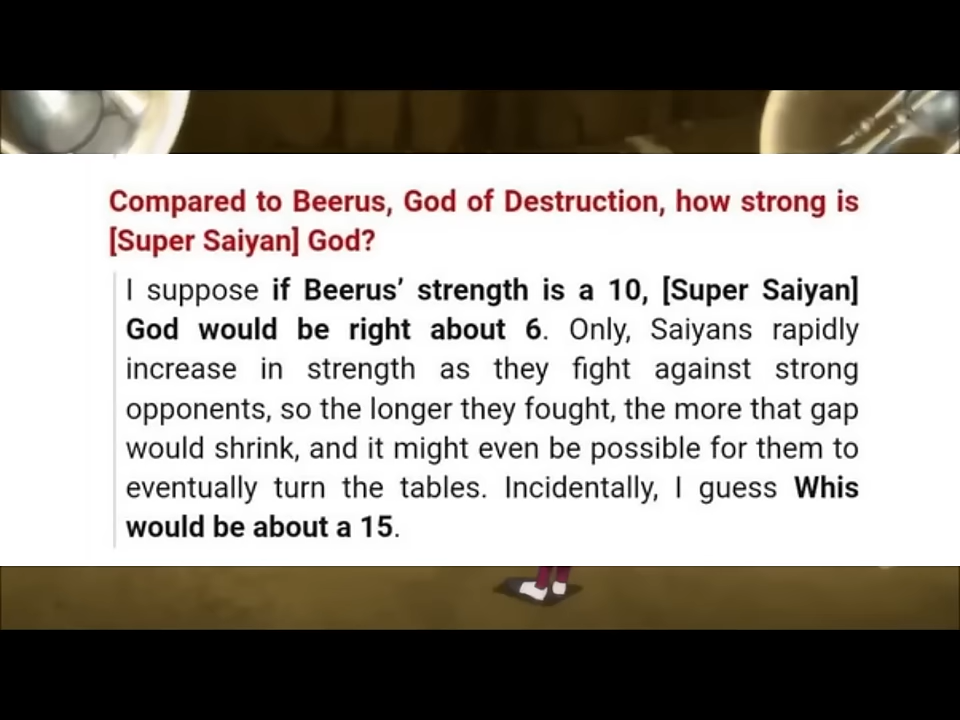 Compared to Beerus, God of Destruction, how strong is
[Super Saiyan] God?
I suppose if Beerus’ strength is a 10, [Super Saiyan]
God would be right about 6. Only, Saiyans rapidly
increase in strength as they fight against strong
opponents, so the longer they fought, the more that gap
would shrink, and it might even be possible for them to
eventually turn the tables. Incidentally, I guess Whis
would be about a 15.